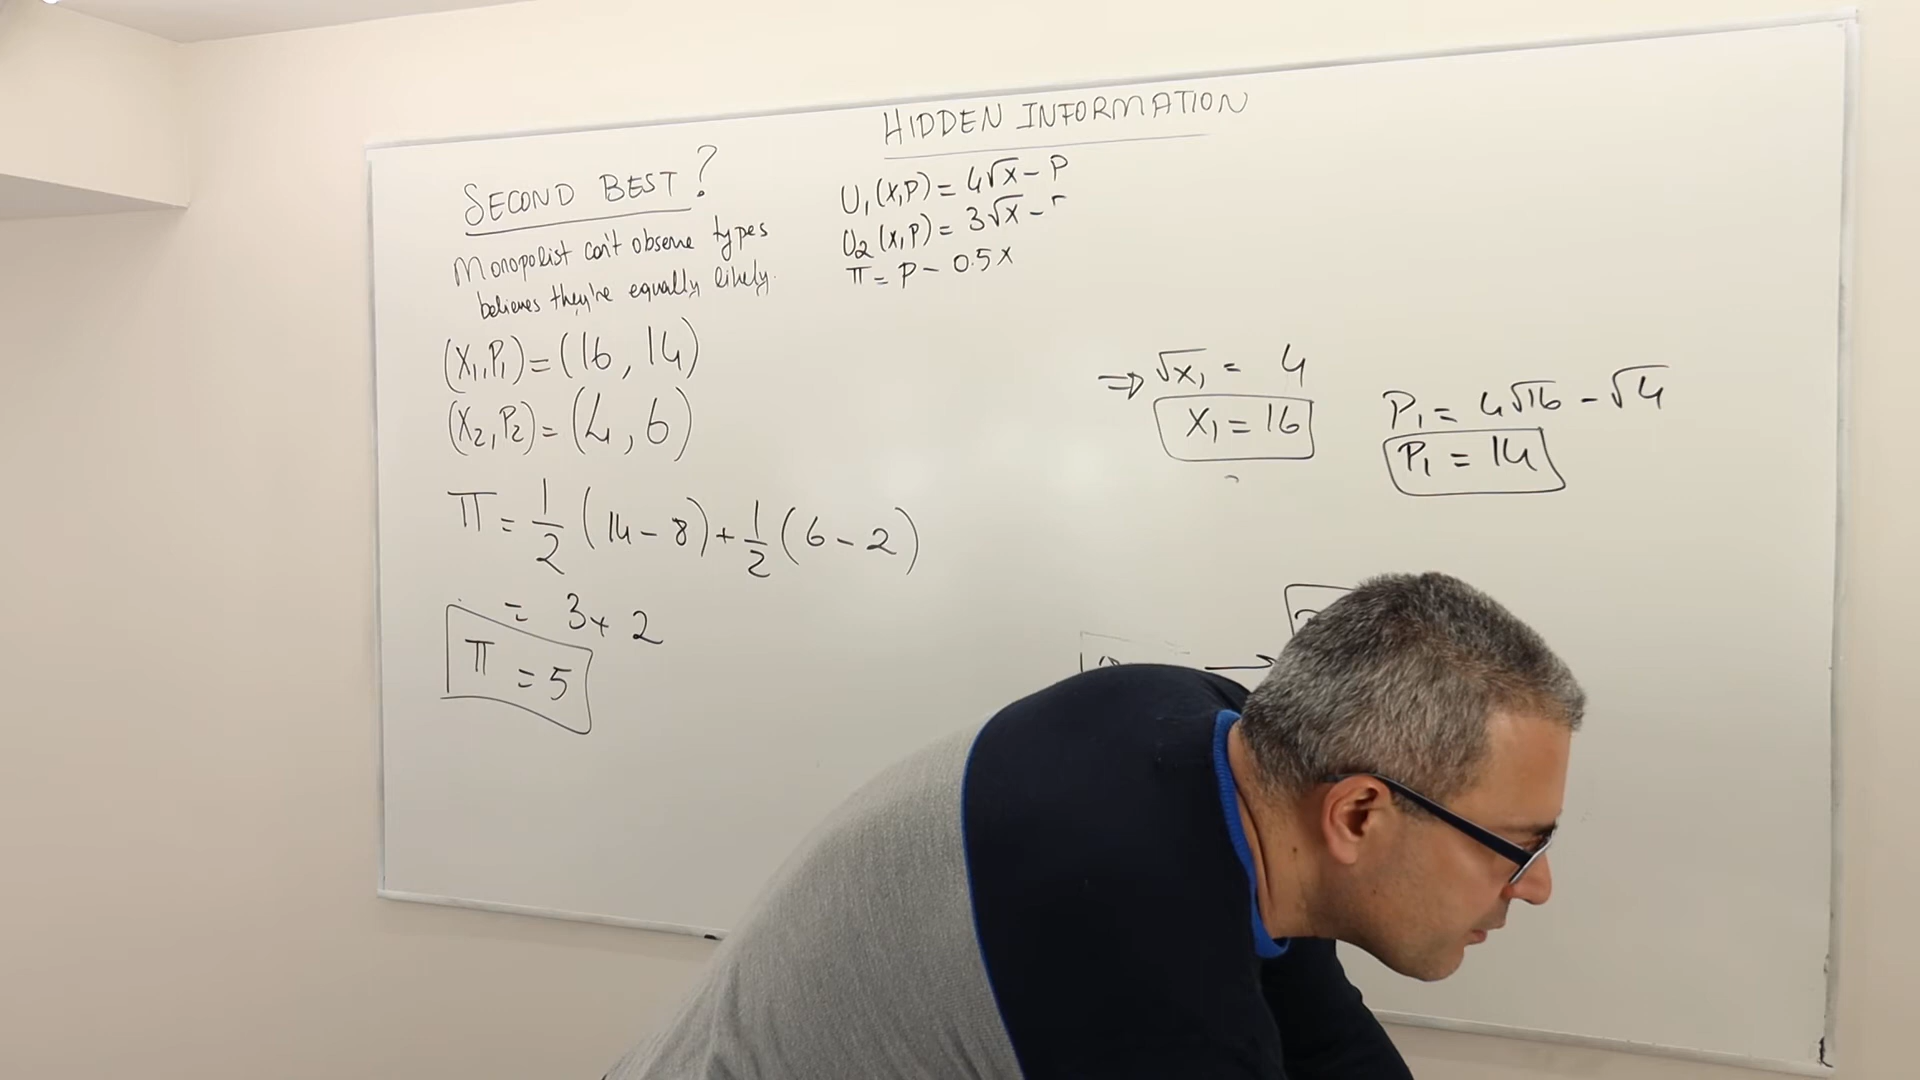 HIDDEN INFORMATION
SECOND BEST?
Monopolist can't observe types
believes they're equally likely.
U₁(x,p) = 4√x - P
U₂(x,p) = 3√x -
π = p - 0.5x
(X₁,P₁) = (16, 14)
(X₂,P₂) = (4, 6)
π = 1/2 (14 - 8) + 1/2 (6 - 2)
= 3 + 2
π = 5
⇒ √x₁ = 4
X₁ = 16
P₁ = 4√16 - √4
P₁ = 14